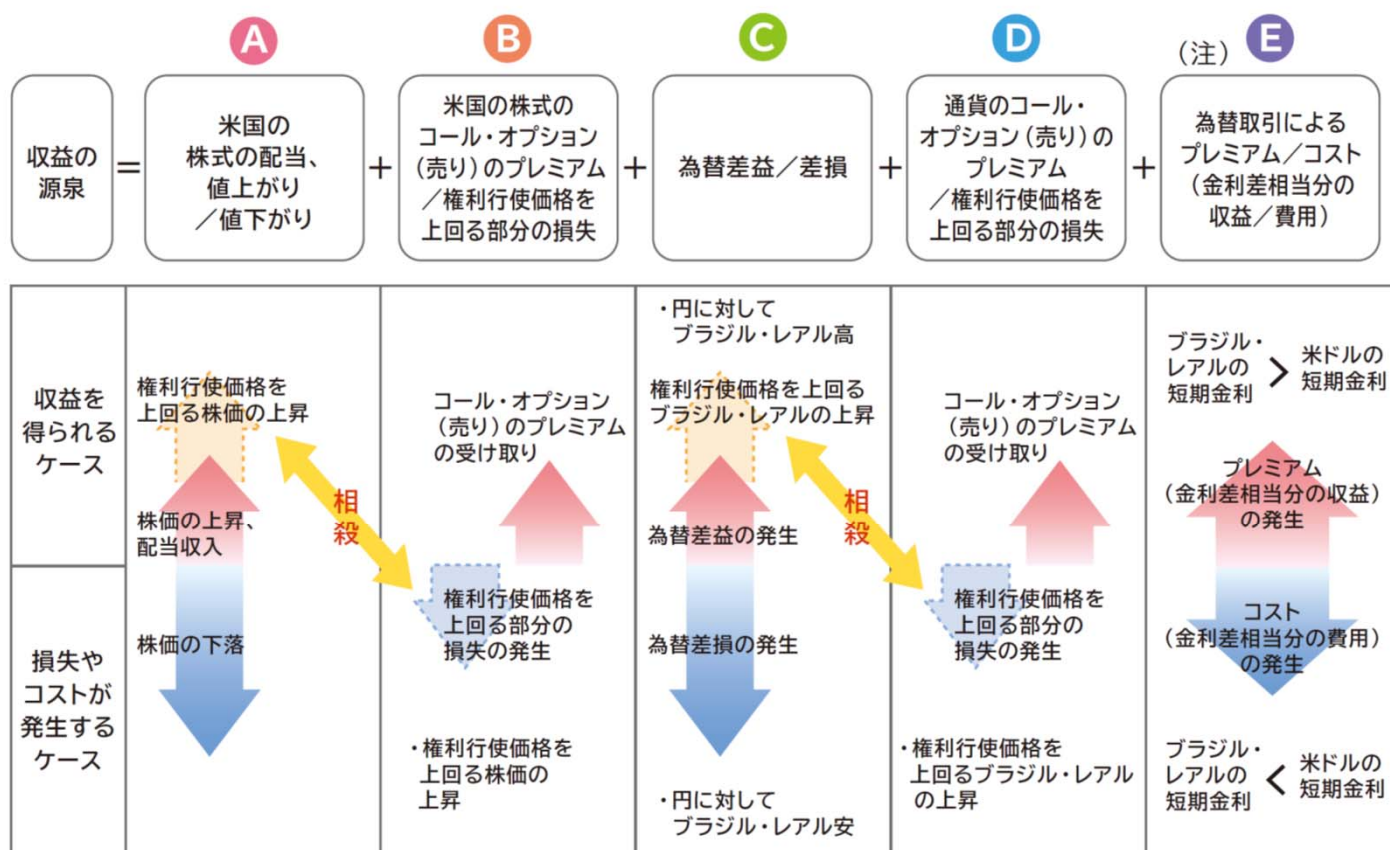 A
B
C
D
(注)
E
収益の
源泉
=
米国の
株式の配当、
値上がり
／値下がり
+
米国の株式の
コール・オプション
(売り)のプレミアム
／権利行使価格を
上回る部分の損失
+
為替差益／差損
+
通貨のコール・
オプション(売り)の
プレミアム
／権利行使価格を
上回る部分の損失
+
為替取引による
プレミアム／コスト
(金利差相当分の
収益／費用)
収益を
得られる
ケース
権利行使価格を
上回る株価の上昇
株価の上昇、
配当収入
相
殺
コール・オプション
(売り)のプレミアム
の受け取り
・円に対して
ブラジル・レアル高
権利行使価格を上回る
ブラジル・レアルの上昇
為替差益の発生
相
殺
コール・オプション
(売り)のプレミアム
の受け取り
ブラジル・
レアルの
短期金利
>
米ドルの
短期金利
プレミアム
(金利差相当分の収益)
の発生
損失や
コストが
発生する
ケース
株価の下落
権利行使価格を
上回る部分の
損失の発生
・権利行使価格を
上回る株価の
上昇
為替差損の発生
・円に対して
ブラジル・レアル安
権利行使価格を
上回る部分の
損失の発生
・権利行使価格を
上回るブラジル・レアル
の上昇
コスト
(金利差相当分の費用)
の発生
ブラジル・
レアルの
短期金利
<
米ドルの
短期金利